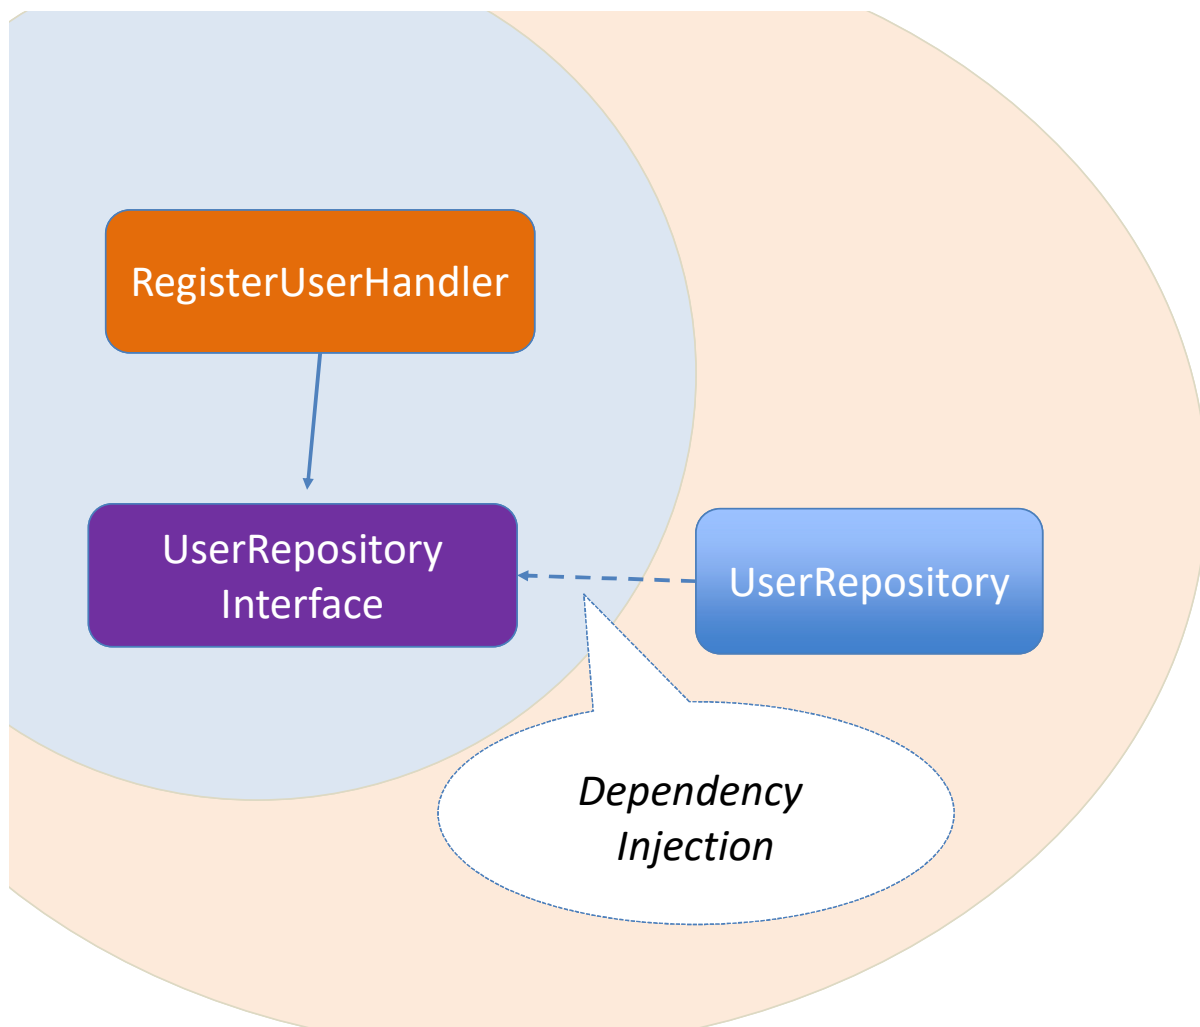 RegisterUserHandler
UserRepository
Interface
UserRepository
Dependency
Injection